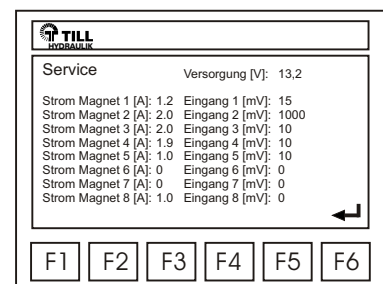 TILL
HYDRAULIK
Service Versorgung [V]: 13,2
Strom Magnet 1 [A]: 1.2 Eingang 1 [mV]: 15
Strom Magnet 2 [A]: 2.0 Eingang 2 [mV]: 1000
Strom Magnet 3 [A]: 2.0 Eingang 3 [mV]: 10
Strom Magnet 4 [A]: 1.9 Eingang 4 [mV]: 10
Strom Magnet 5 [A]: 1.0 Eingang 5 [mV]: 10
Strom Magnet 6 [A]: 0 Eingang 6 [mV]: 0
Strom Magnet 7 [A]: 0 Eingang 7 [mV]: 0
Strom Magnet 8 [A]: 1.0 Eingang 8 [mV]: 0
F1 F2 F3 F4 F5 F6